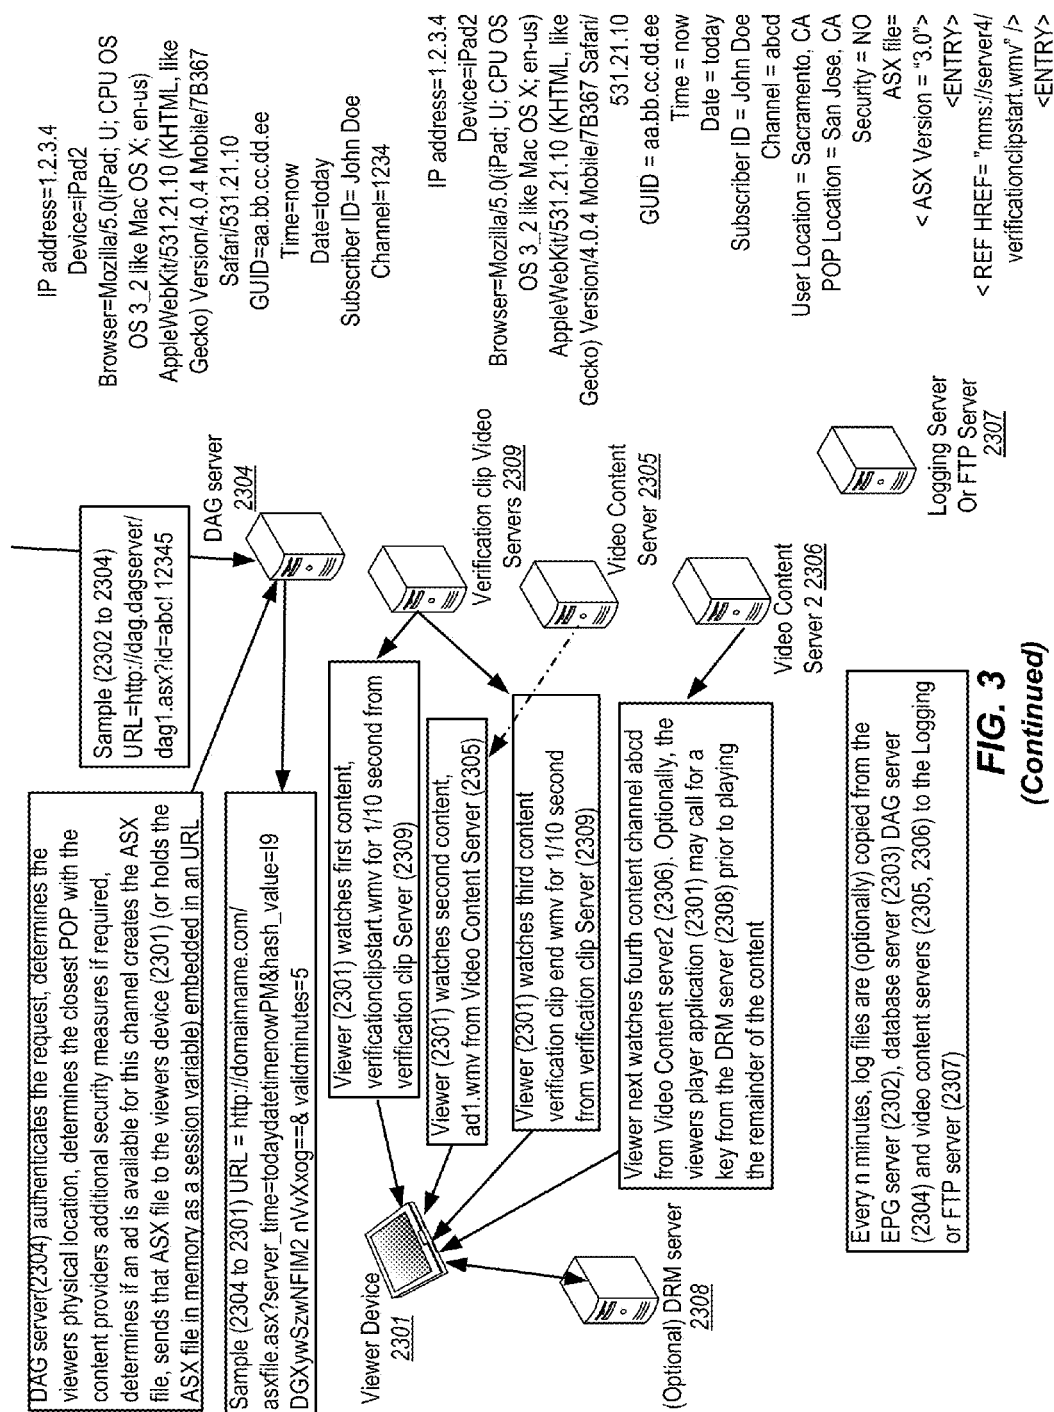 DAG server(2304) authenticates the request, determines the
viewers physical location, determines the closest POP with the
content providers additional security measures if required,
determines if an ad is available for this channel creates the ASX
file, sends that ASX file to the viewers device (2301) (or holds the
ASX file in memory as a session variable) embedded in an URL
Sample (2302 to 2304)
URL=http://dag.dagserver/
dag1.asx?id=abc! 12345
DAG server
2304
IP address=1.2.3.4
Device=iPad2
Browser=Mozilla/5.0(iPad; U; CPU OS
OS 3_2 like Mac OS X; en-us)
AppleWebKit/531.21.10 (KHTML, like
Gecko) Version/4.0.4 Mobile/7B367
Safari/531.21.10
GUID=aa.bb.cc.dd.ee
Time=now
Date=today
Subscriber ID= John Doe
Channel=1234
Sample (2304 to 2301) URL = http://domainname.com/
asxfile.asx?server_time=todaydatetimenowPM&hash_value=I9
DGXywSzwNFIM2 nVvXxog==& validminutes=5
Viewer Device
2301
Viewer (2301) watches first content,
verificationclipstart.wmv for 1/10 second from
verification clip Server (2309)
Verification clip Video
Servers 2309
Viewer (2301) watches second content,
ad1.wmv from Video Content Server (2305)
Video Content
Server 2305
Viewer (2301) watches third content
verification clip end wmv for 1/10 second
from verification clip Server (2309)
Viewer next watches fourth content channel abcd
from Video Content server2 (2306). Optionally, the
viewers player application (2301) may call for a
key from the DRM server (2308) prior to playing
the remainder of the content
Video Content
Server 2 2306
(Optional) DRM server
2308
IP address=1.2.3.4
Device=iPad2
Browser=Mozilla/5.0(iPad; U; CPU OS
OS 3_2 like Mac OS X; en-us)
AppleWebKit/531.21.10 (KHTML, like
Gecko) Version/4.0.4 Mobile/7B367 Safari/
531.21.10
GUID = aa.bb.cc.dd.ee
Time = now
Date = today
Subscriber ID = John Doe
Channel = abcd
User Location = Sacramento, CA
POP Location = San Jose, CA
Security = NO
ASX file=
< ASX Version = "3.0">
<ENTRY>
< REF HREF= "mms://server4/
verificationclipstart.wmv" />
<ENTRY>
Logging Server
Or FTP Server
2307
Every n minutes, log files are (optionally) copied from the
EPG server (2302), database server (2303) DAG server
(2304) and video content servers (2305, 2306) to the Logging
or FTP server (2307)
FIG. 3
(Continued)